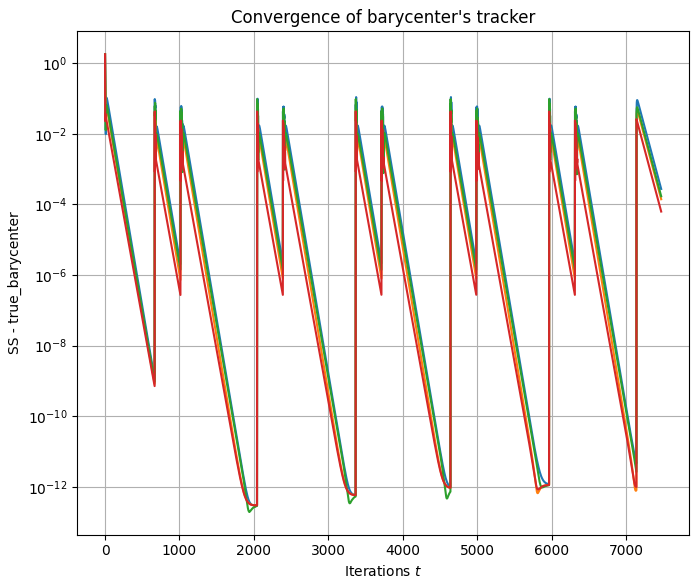 Convergence of barycenter's tracker
SS - true_barycenter
10^0
10^-2
10^-4
10^-6
10^-8
10^-10
10^-12
0 1000 2000 3000 4000 5000 6000 7000
Iterations t